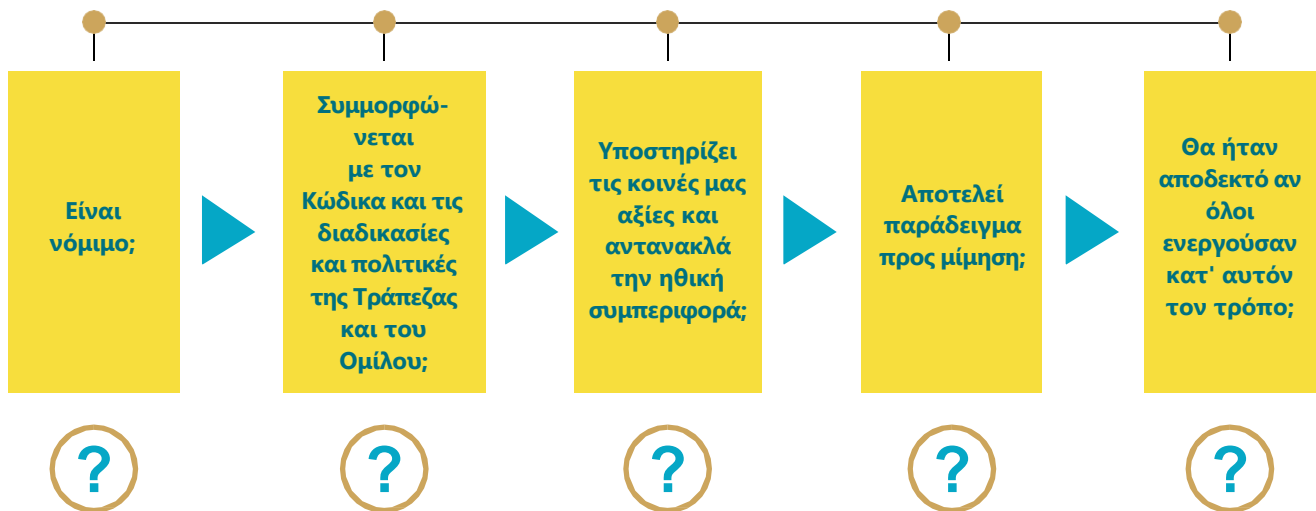 Είναι
νόμιμο;
Συμμορφώ-
νεται
με τον
Κώδικα και τις
διαδικασίες
και πολιτικές
της Τράπεζας
και του
Ομίλου;
Υποστηρίζει
τις κοινές μας
αξίες και
αντανακλά
την ηθική
συμπεριφορά;
Αποτελεί
παράδειγμα
προς μίμηση;
Θα ήταν
αποδεκτό αν
όλοι
ενεργούσαν
κατ' αυτόν
τον τρόπο;
?
?
?
?
?